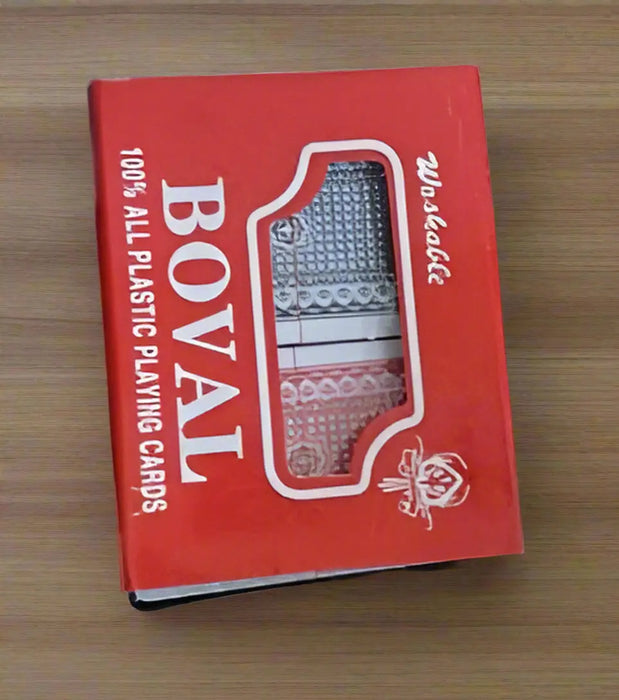 Washable
BOVAL
100% ALL PLASTIC PLAYING CARDS